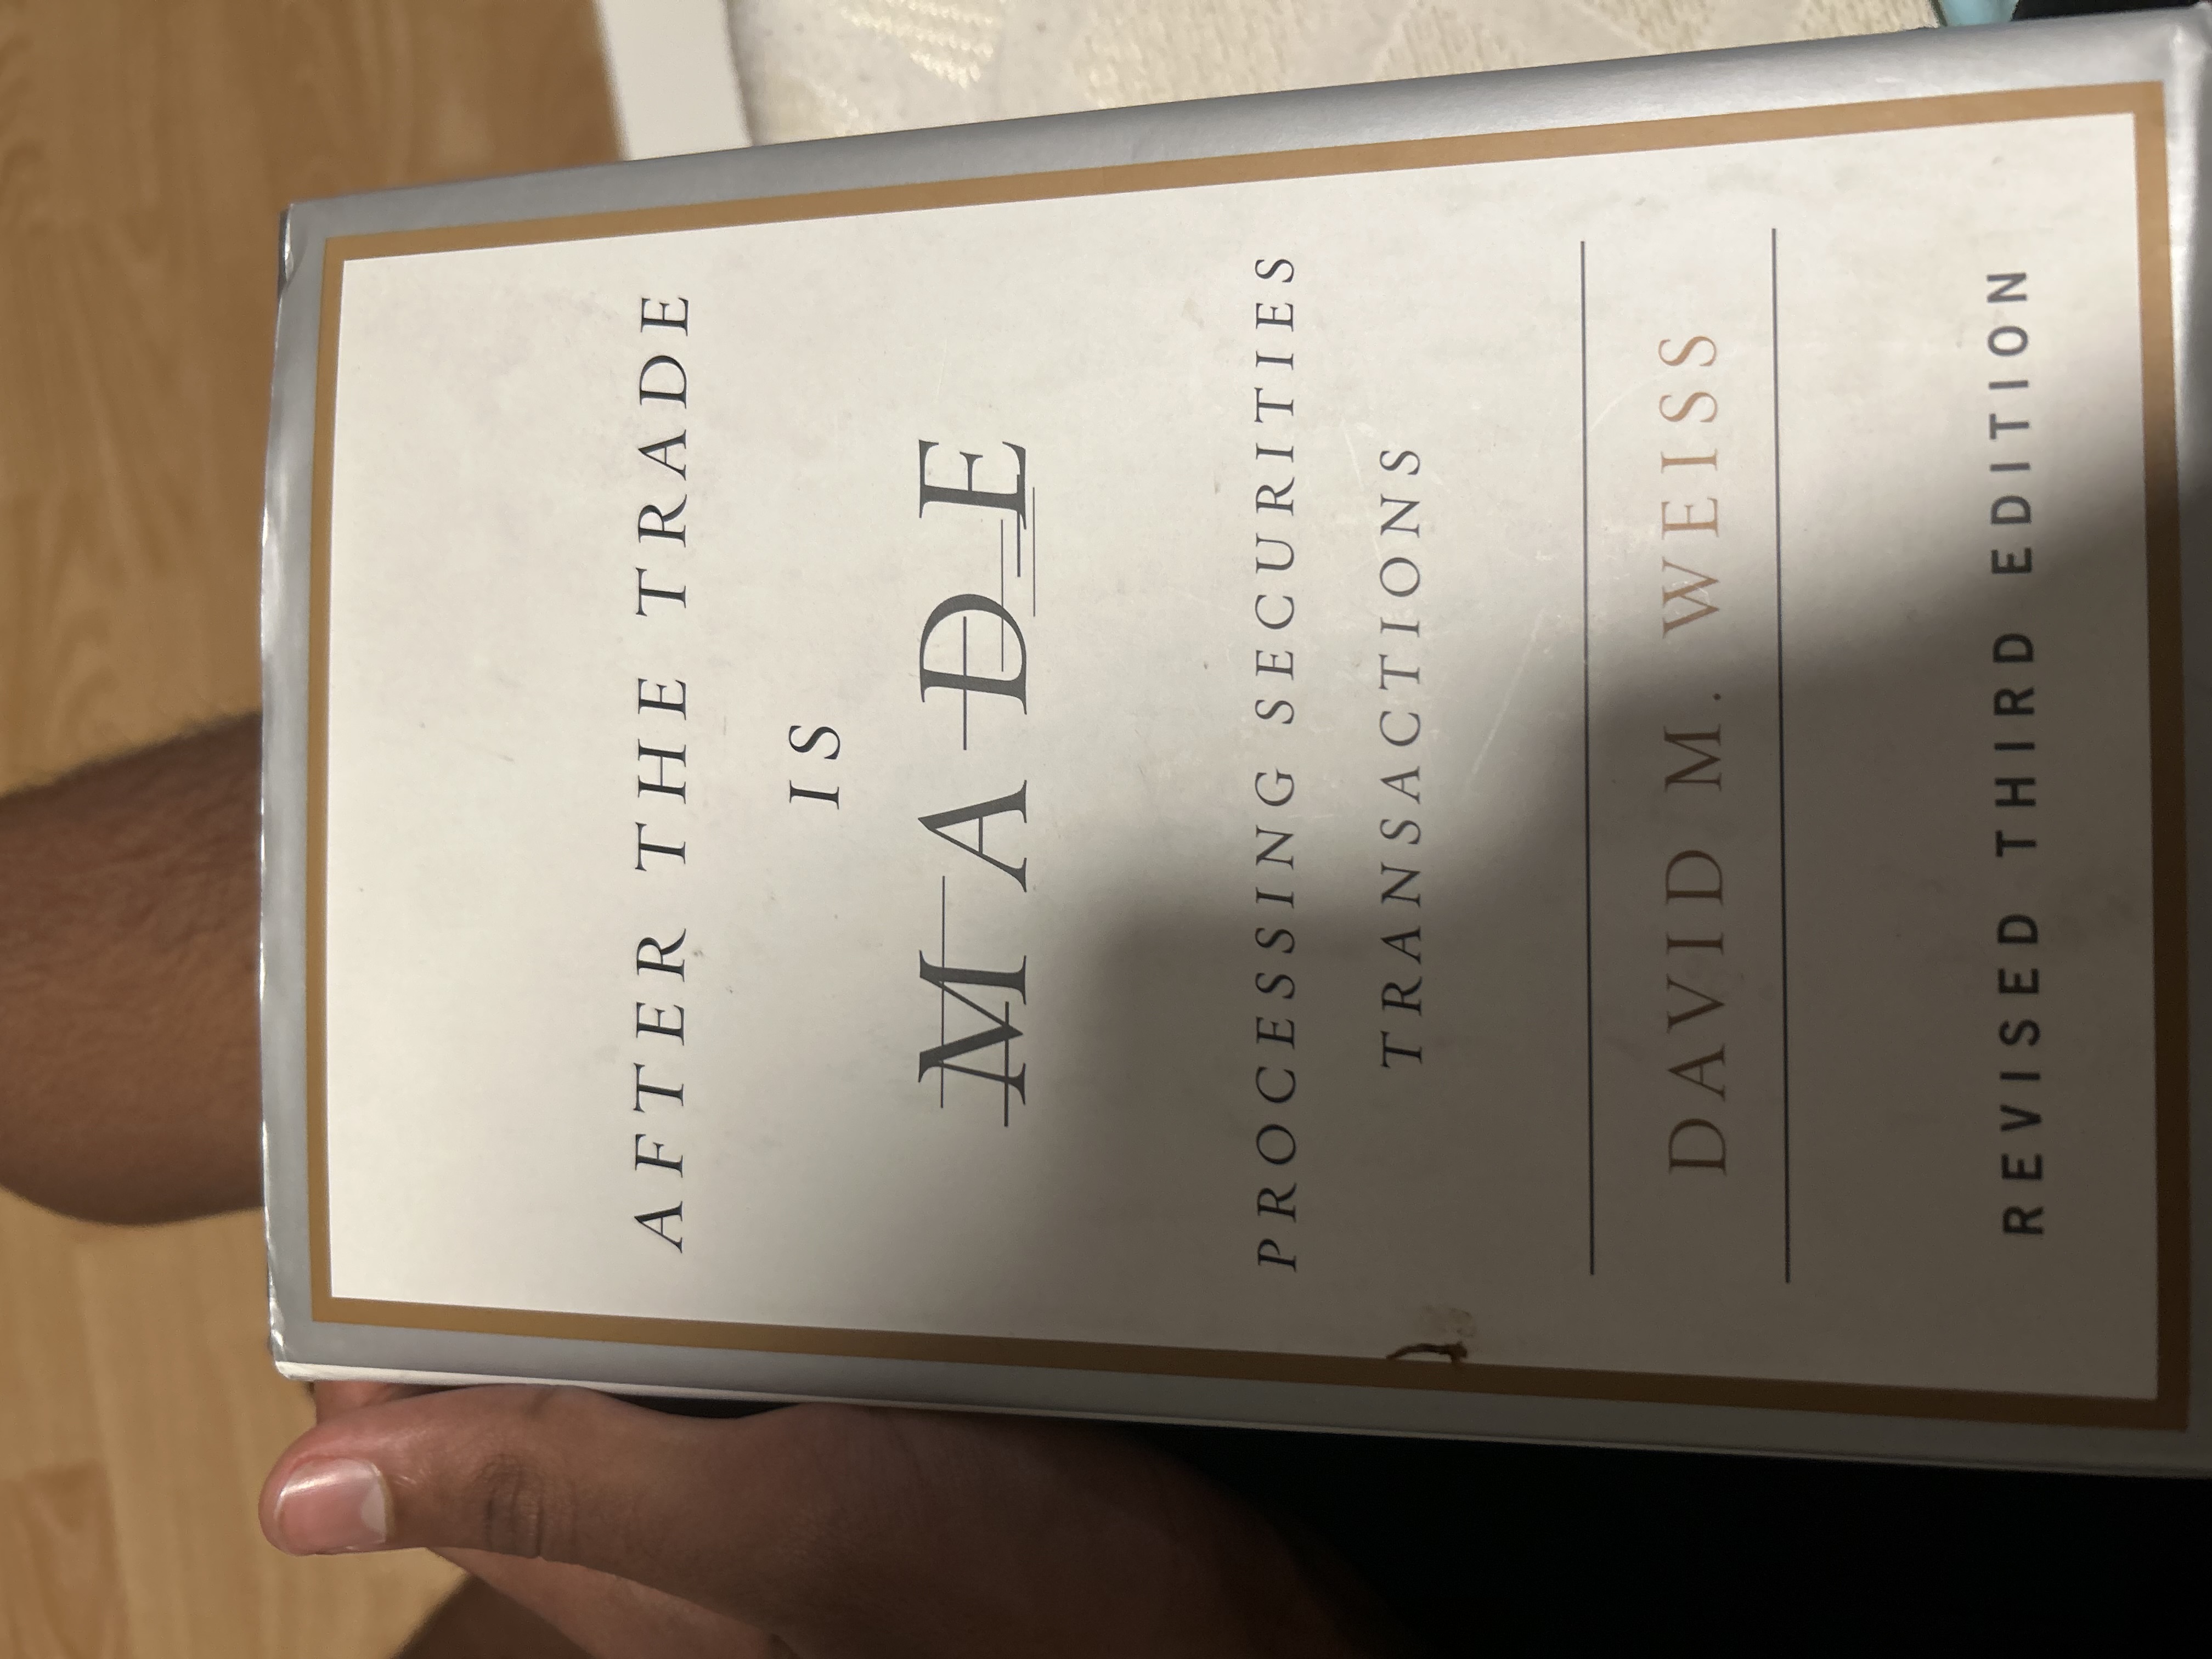 AFTER THE TRADE
IS
MADE
PROCESSING SECURITIES
TRANSACTIONS
DAVID M. WEISS
REVISED THIRD EDITION